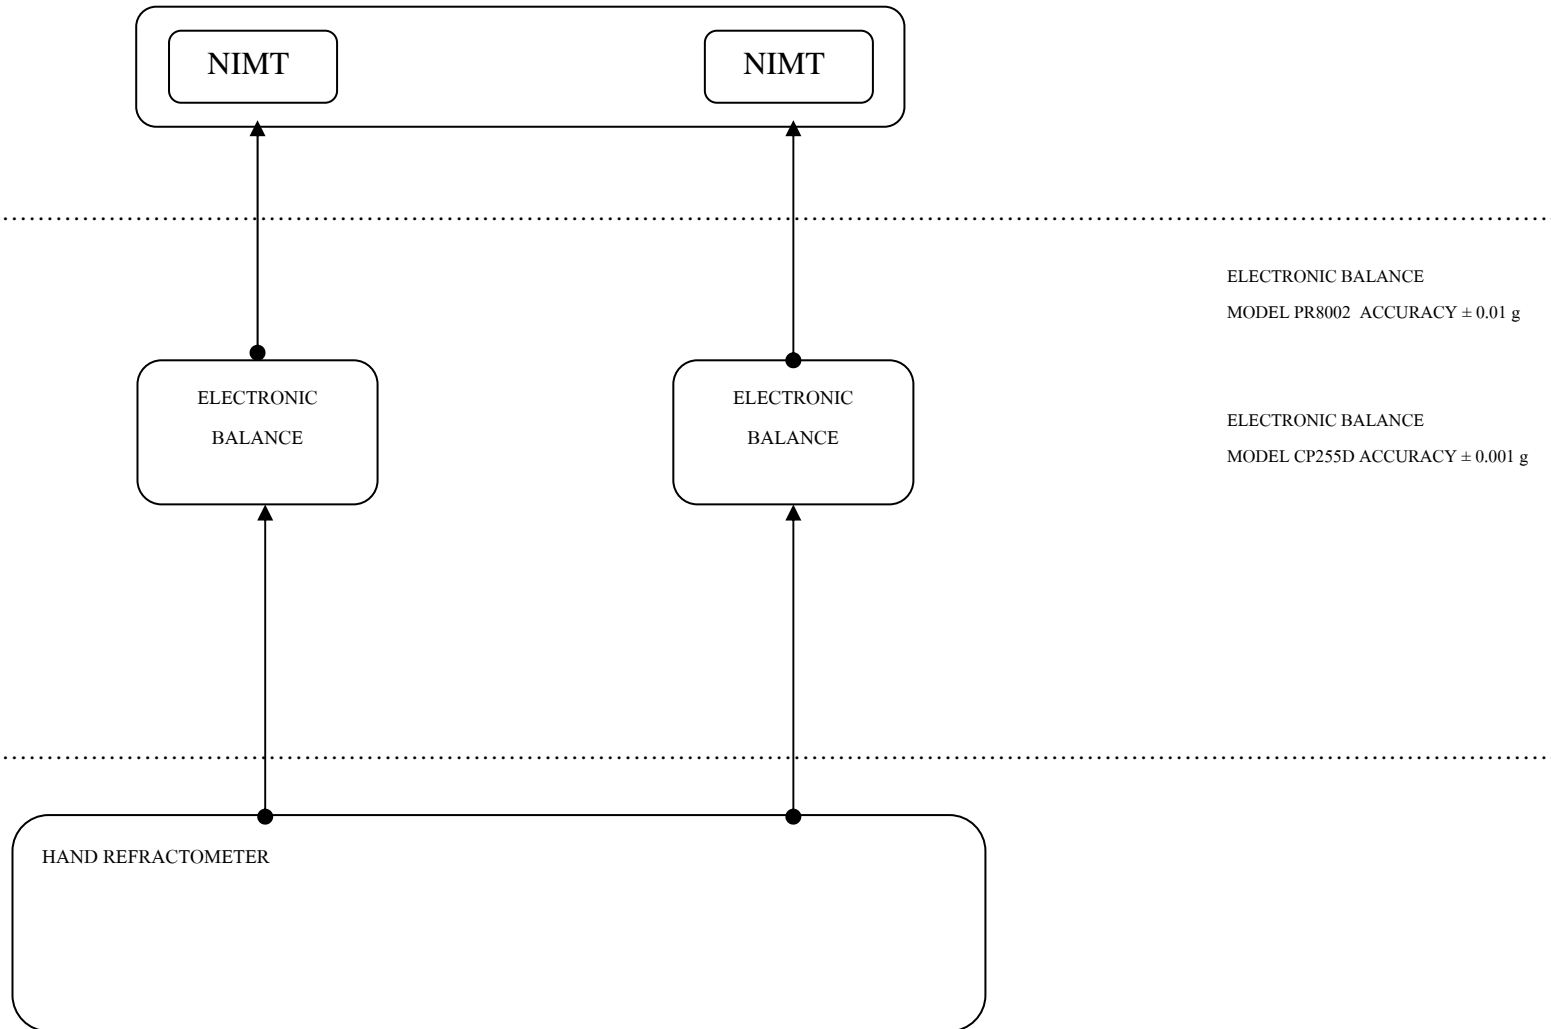 NIMT
NIMT
ELECTRONIC BALANCE
MODEL PR8002  ACCURACY ± 0.01 g
ELECTRONIC
BALANCE
ELECTRONIC
BALANCE
ELECTRONIC BALANCE
MODEL CP255D ACCURACY ± 0.001 g
HAND REFRACTOMETER